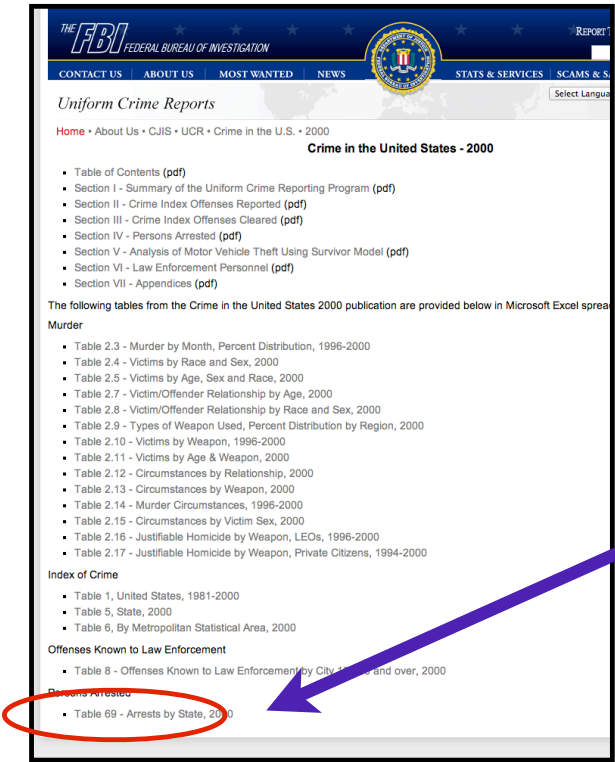 THE FBI FEDERAL BUREAU OF INVESTIGATION
REPORT
CONTACT US ABOUT US MOST WANTED NEWS STATS & SERVICES SCAMS &
Uniform Crime Reports
Select Langua
Home • About Us • CJIS • UCR • Crime in the U.S. • 2000
Crime in the United States - 2000
Table of Contents (pdf)
Section I - Summary of the Uniform Crime Reporting Program (pdf)
Section II - Crime Index Offenses Reported (pdf)
Section III - Crime Index Offenses Cleared (pdf)
Section IV - Persons Arrested (pdf)
Section V - Analysis of Motor Vehicle Theft Using Survivor Model (pdf)
Section VI - Law Enforcement Personnel (pdf)
Section VII - Appendices (pdf)
The following tables from the Crime in the United States 2000 publication are provided below in Microsoft Excel sprea
Murder
Table 2.3 - Murder by Month, Percent Distribution, 1996-2000
Table 2.4 - Victims by Race and Sex, 2000
Table 2.5 - Victims by Age, Sex and Race, 2000
Table 2.7 - Victim/Offender Relationship by Age, 2000
Table 2.8 - Victim/Offender Relationship by Race and Sex, 2000
Table 2.9 - Types of Weapon Used, Percent Distribution by Region, 2000
Table 2.10 - Victims by Weapon, 1996-2000
Table 2.11 - Victims by Age & Weapon, 2000
Table 2.12 - Circumstances by Relationship, 2000
Table 2.13 - Circumstances by Weapon, 2000
Table 2.14 - Murder Circumstances, 1996-2000
Table 2.15 - Circumstances by Victim Sex, 2000
Table 2.16 - Justifiable Homicide by Weapon, LEOs, 1996-2000
Table 2.17 - Justifiable Homicide by Weapon, Private Citizens, 1994-2000
Index of Crime
Table 1, United States, 1981-2000
Table 5, State, 2000
Table 6, By Metropolitan Statistical Area, 2000
Offenses Known to Law Enforcement
Table 8 - Offenses Known to Law Enforcement by City and over, 2000
Persons Arrested
Table 69 - Arrests by State, 2000